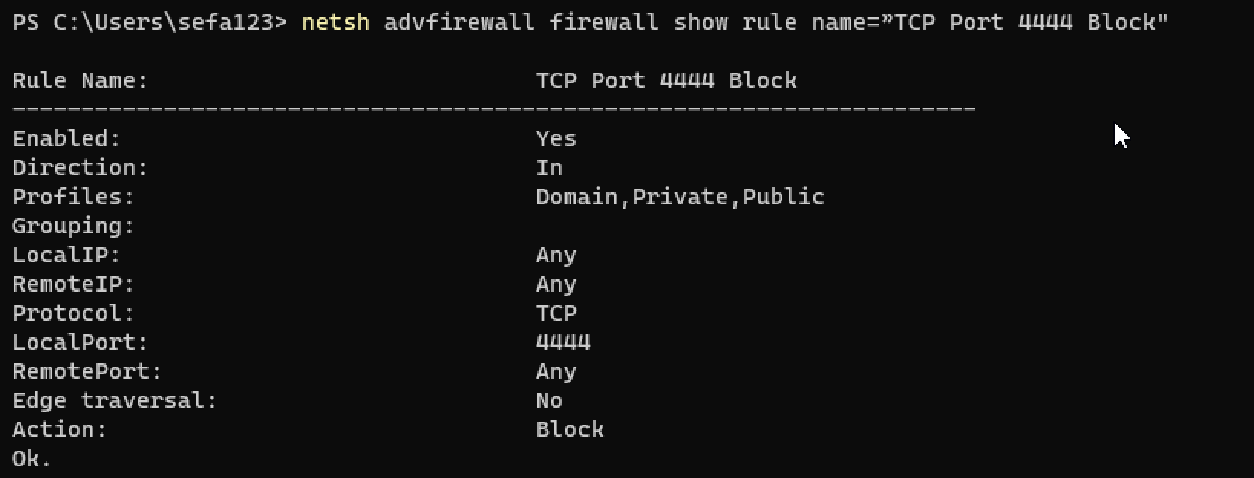 PS C:\Users\sefa123> netsh advfirewall firewall show rule name=”TCP Port 4444 Block"
Rule Name: TCP Port 4444 Block
----------------------------------------------------------------------
Enabled: Yes
Direction: In
Profiles: Domain,Private,Public
Grouping:
LocalIP: Any
RemoteIP: Any
Protocol: TCP
LocalPort: 4444
RemotePort: Any
Edge traversal: No
Action: Block
Ok.